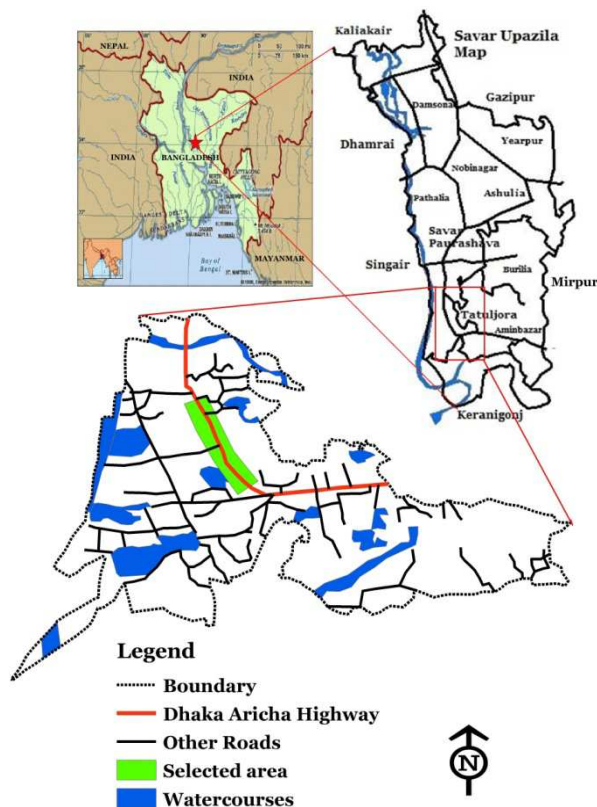 NEPAL
INDIA
INDIA
BANGLADESH
MAYANMAR
Bay of
Bengal
Savar Upazila
Map
Kaliakair
Damsona
Gazipur
Yearpur
Dhamrai
Nobinagar
Ashulia
Pathalia
Savar
Paurashava
Singair
Burilia
Mirpur
Tatuljora
Aminbazar
Keranigonj
Legend
Boundary
Dhaka Aricha Highway
Other Roads
Selected area
Watercourses
N